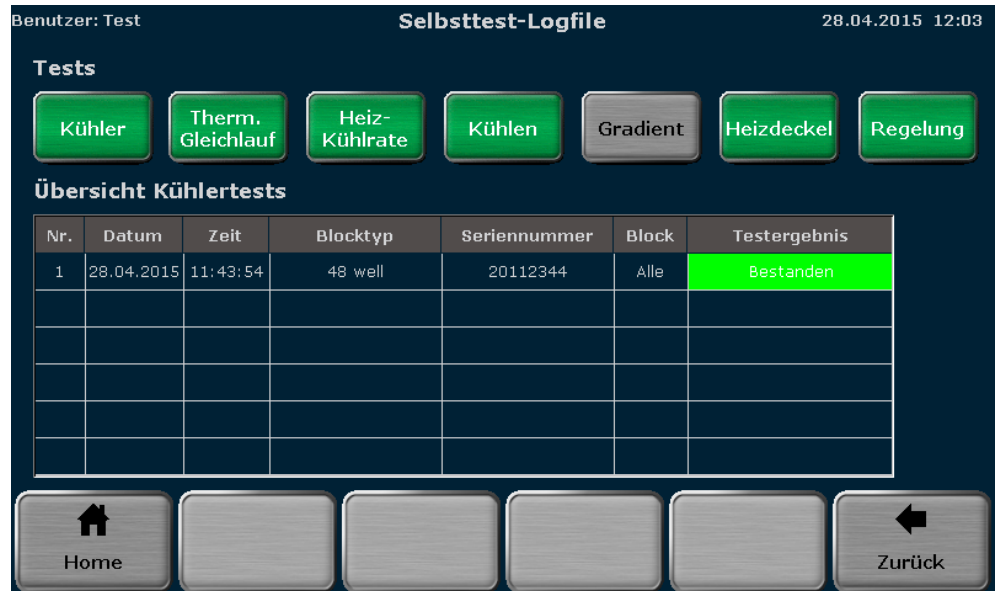 Benutzer: Test Selbsttest-Logfile 28.04.2015 12:03
Tests
Kühler
Therm.
Gleichlauf
Heiz-
Kühlrate
Kühlen
Gradient
Heizdeckel
Regelung
Übersicht Kühlertests
Nr. Datum Zeit Blocktyp Seriennummer Block Testergebnis
1 28.04.2015 11:43:54 48 well 20112344 Alle Bestanden
Home
Zurück